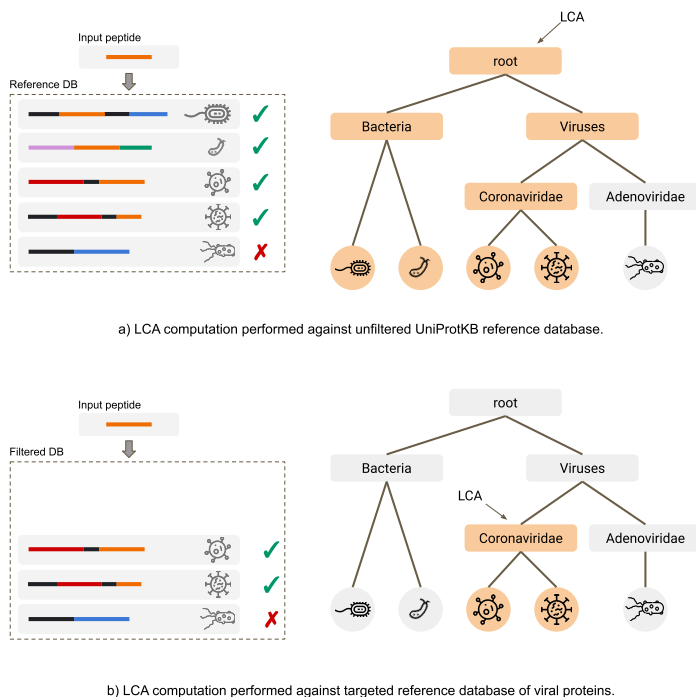 Input peptide
Reference DB
LCA
root
Bacteria
Viruses
Coronaviridae
Adenoviridae
a) LCA computation performed against unfiltered UniProtKB reference database.
Input peptide
Filtered DB
root
Bacteria
Viruses
LCA
Coronaviridae
Adenoviridae
b) LCA computation performed against targeted reference database of viral proteins.